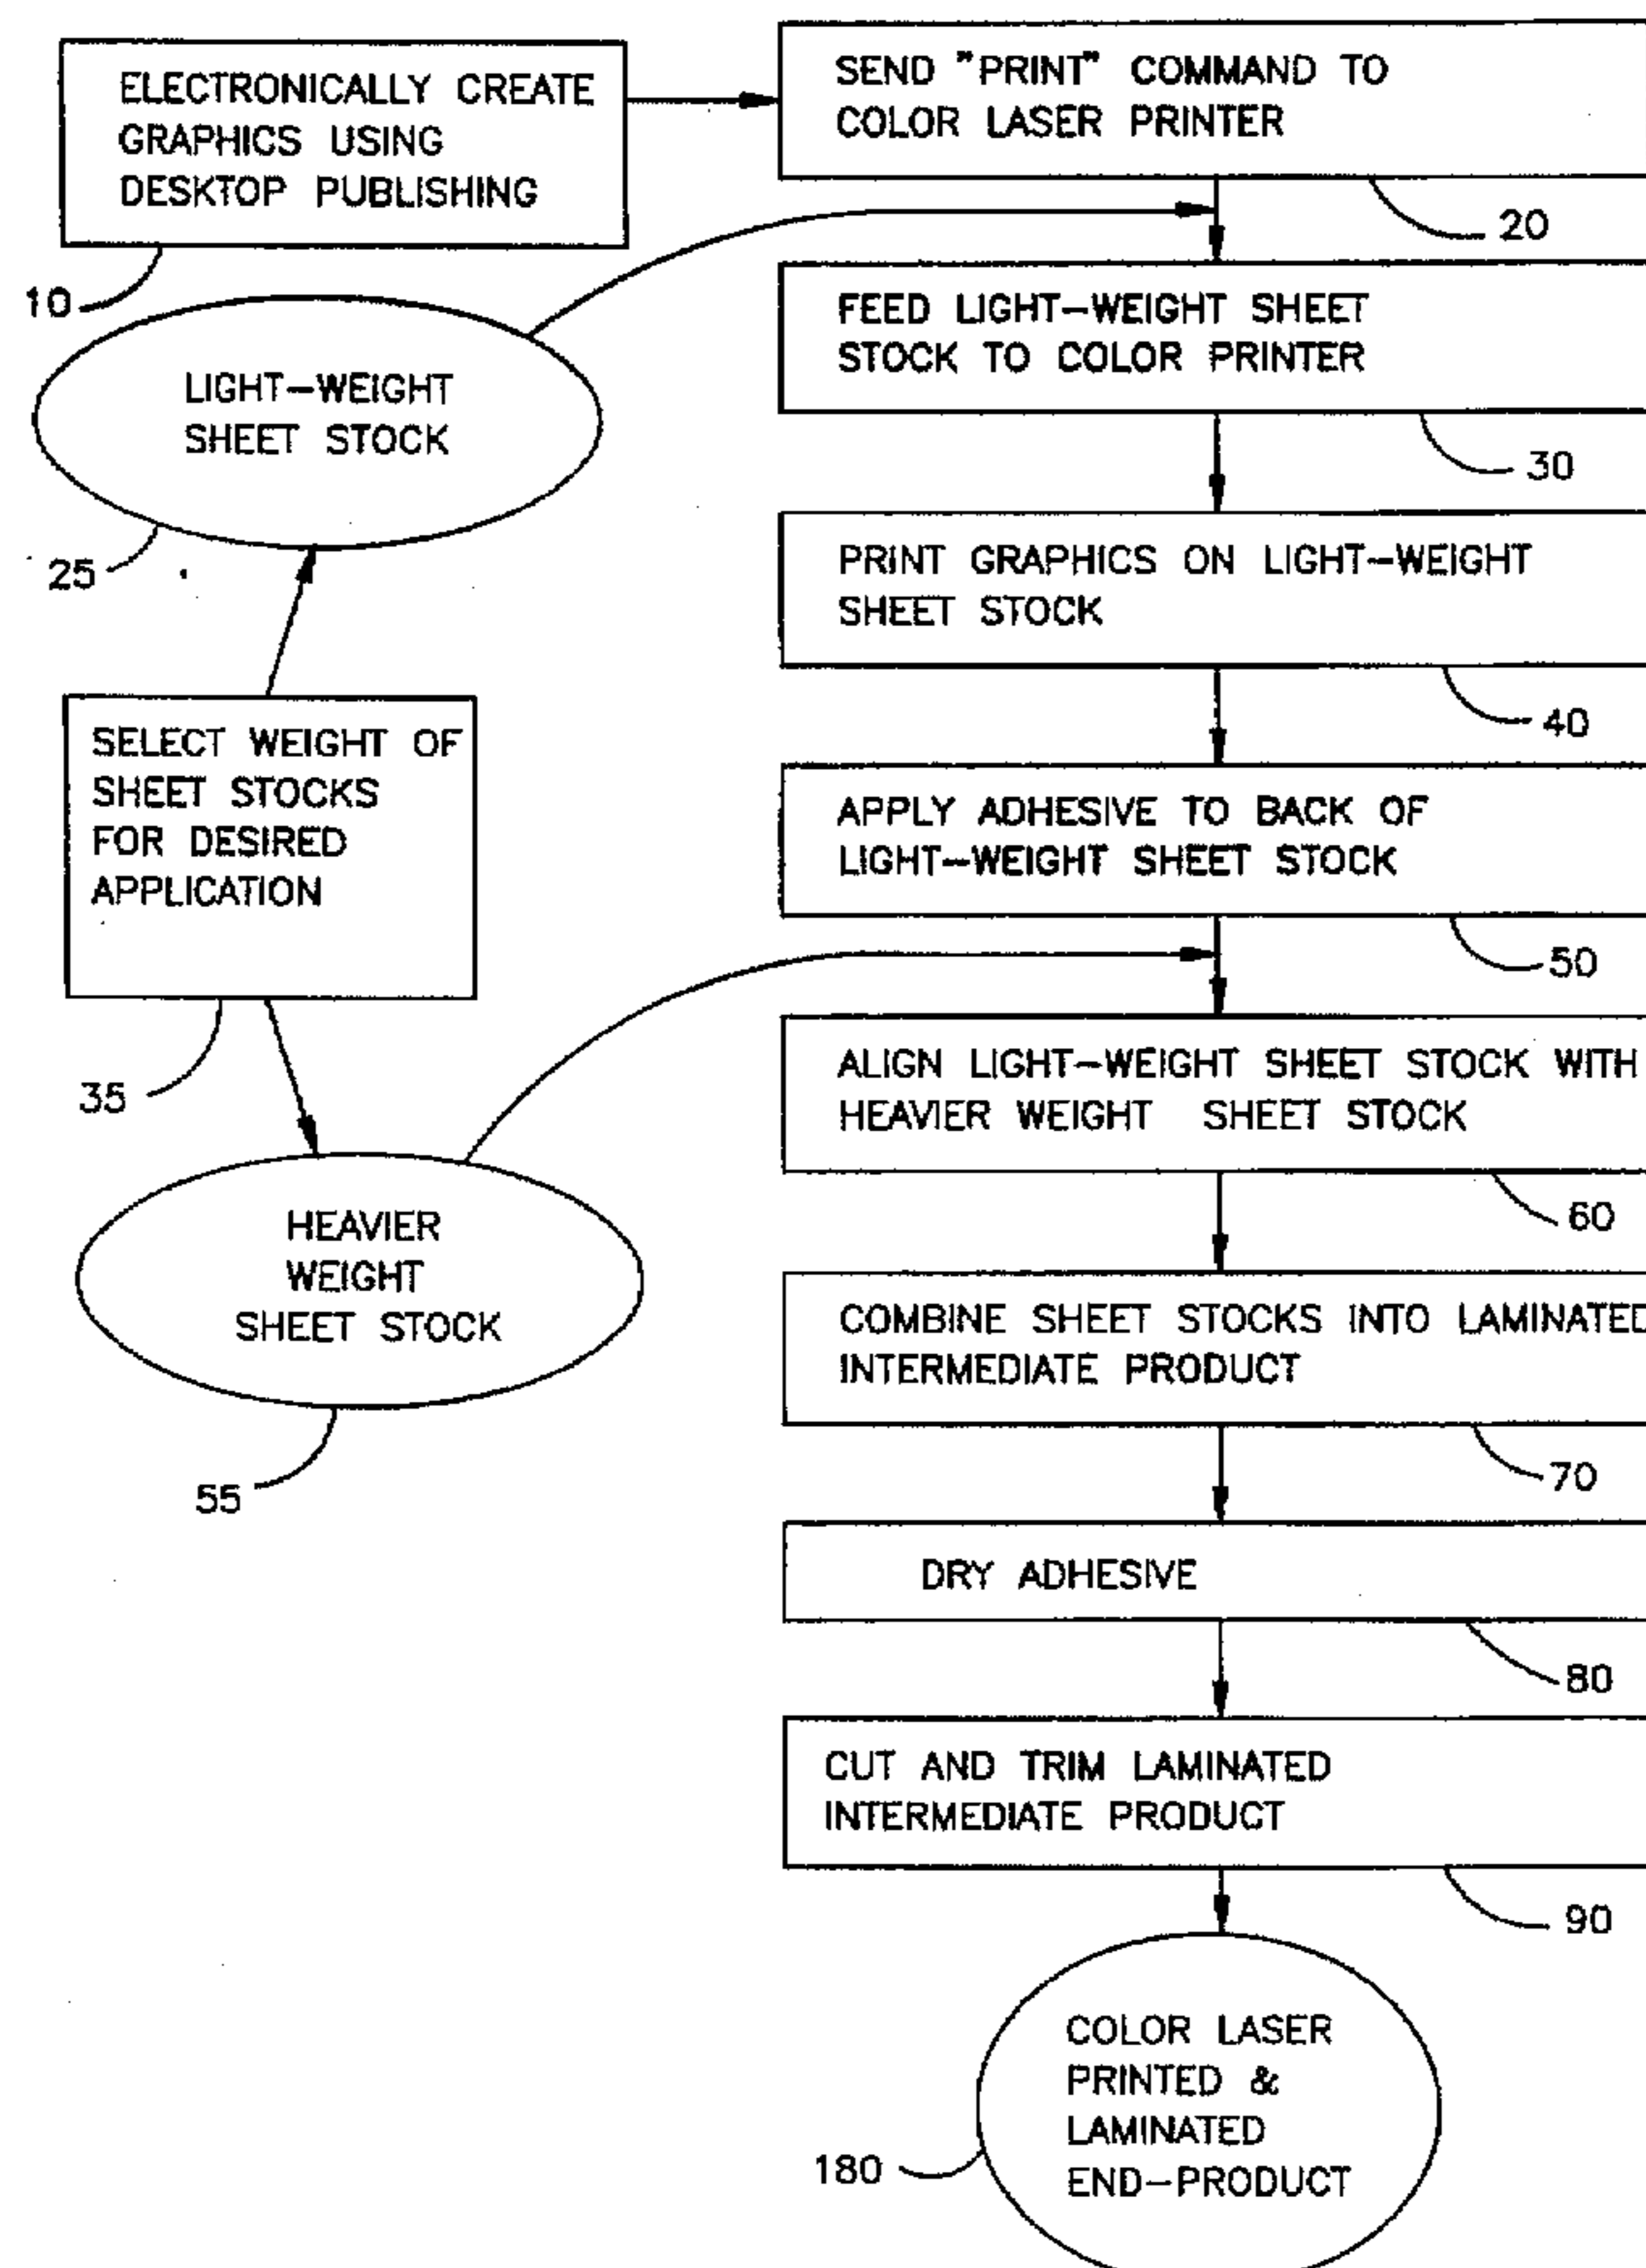 ELECTRONICALLY CREATE
GRAPHICS USING
DESKTOP PUBLISHING
10
SEND "PRINT" COMMAND TO
COLOR LASER PRINTER
20
LIGHT-WEIGHT
SHEET STOCK
25
FEED LIGHT-WEIGHT SHEET
STOCK TO COLOR PRINTER
30
PRINT GRAPHICS ON LIGHT-WEIGHT
SHEET STOCK
40
SELECT WEIGHT OF
SHEET STOCKS
FOR DESIRED
APPLICATION
35
APPLY ADHESIVE TO BACK OF
LIGHT-WEIGHT SHEET STOCK
50
HEAVIER
WEIGHT
SHEET STOCK
55
ALIGN LIGHT-WEIGHT SHEET STOCK WITH
HEAVIER WEIGHT SHEET STOCK
60
COMBINE SHEET STOCKS INTO LAMINATED
INTERMEDIATE PRODUCT
70
DRY ADHESIVE
80
CUT AND TRIM LAMINATED
INTERMEDIATE PRODUCT
90
COLOR LASER
PRINTED &
LAMINATED
END-PRODUCT
180